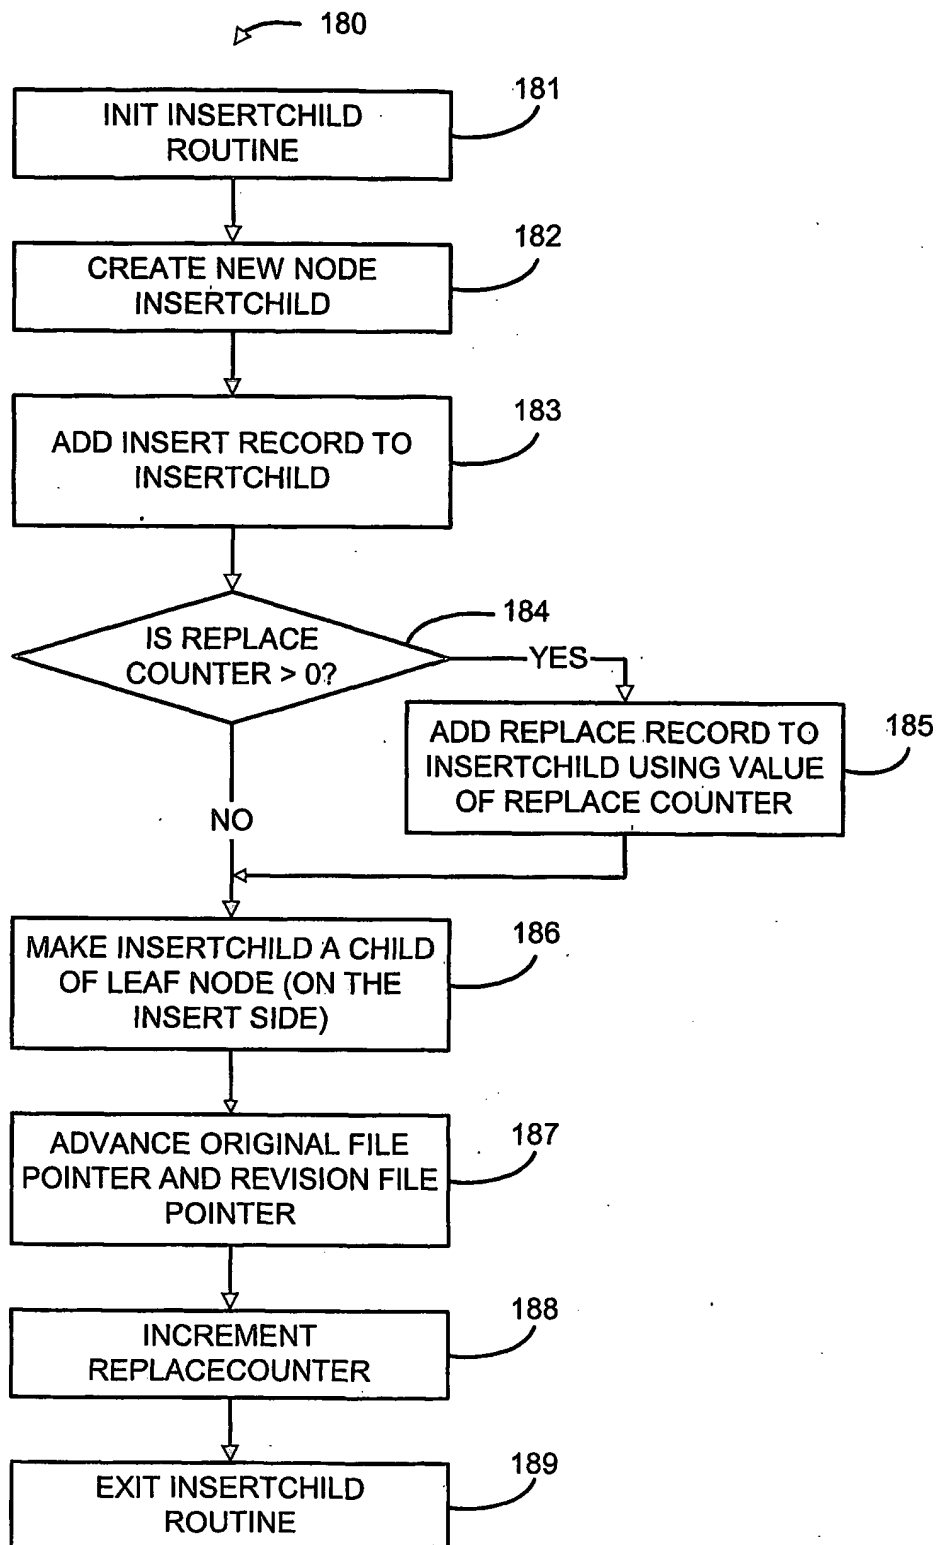 180
INIT INSERTCHILD
ROUTINE
181
CREATE NEW NODE
INSERTCHILD
182
ADD INSERT RECORD TO
INSERTCHILD
183
IS REPLACE
COUNTER > 0?
184
YES
ADD REPLACE RECORD TO
INSERTCHILD USING VALUE
OF REPLACE COUNTER
185
NO
MAKE INSERTCHILD A CHILD
OF LEAF NODE (ON THE
INSERT SIDE)
186
ADVANCE ORIGINAL FILE
POINTER AND REVISION FILE
POINTER
187
INCREMENT
REPLACECOUNTER
188
EXIT INSERTCHILD
ROUTINE
189